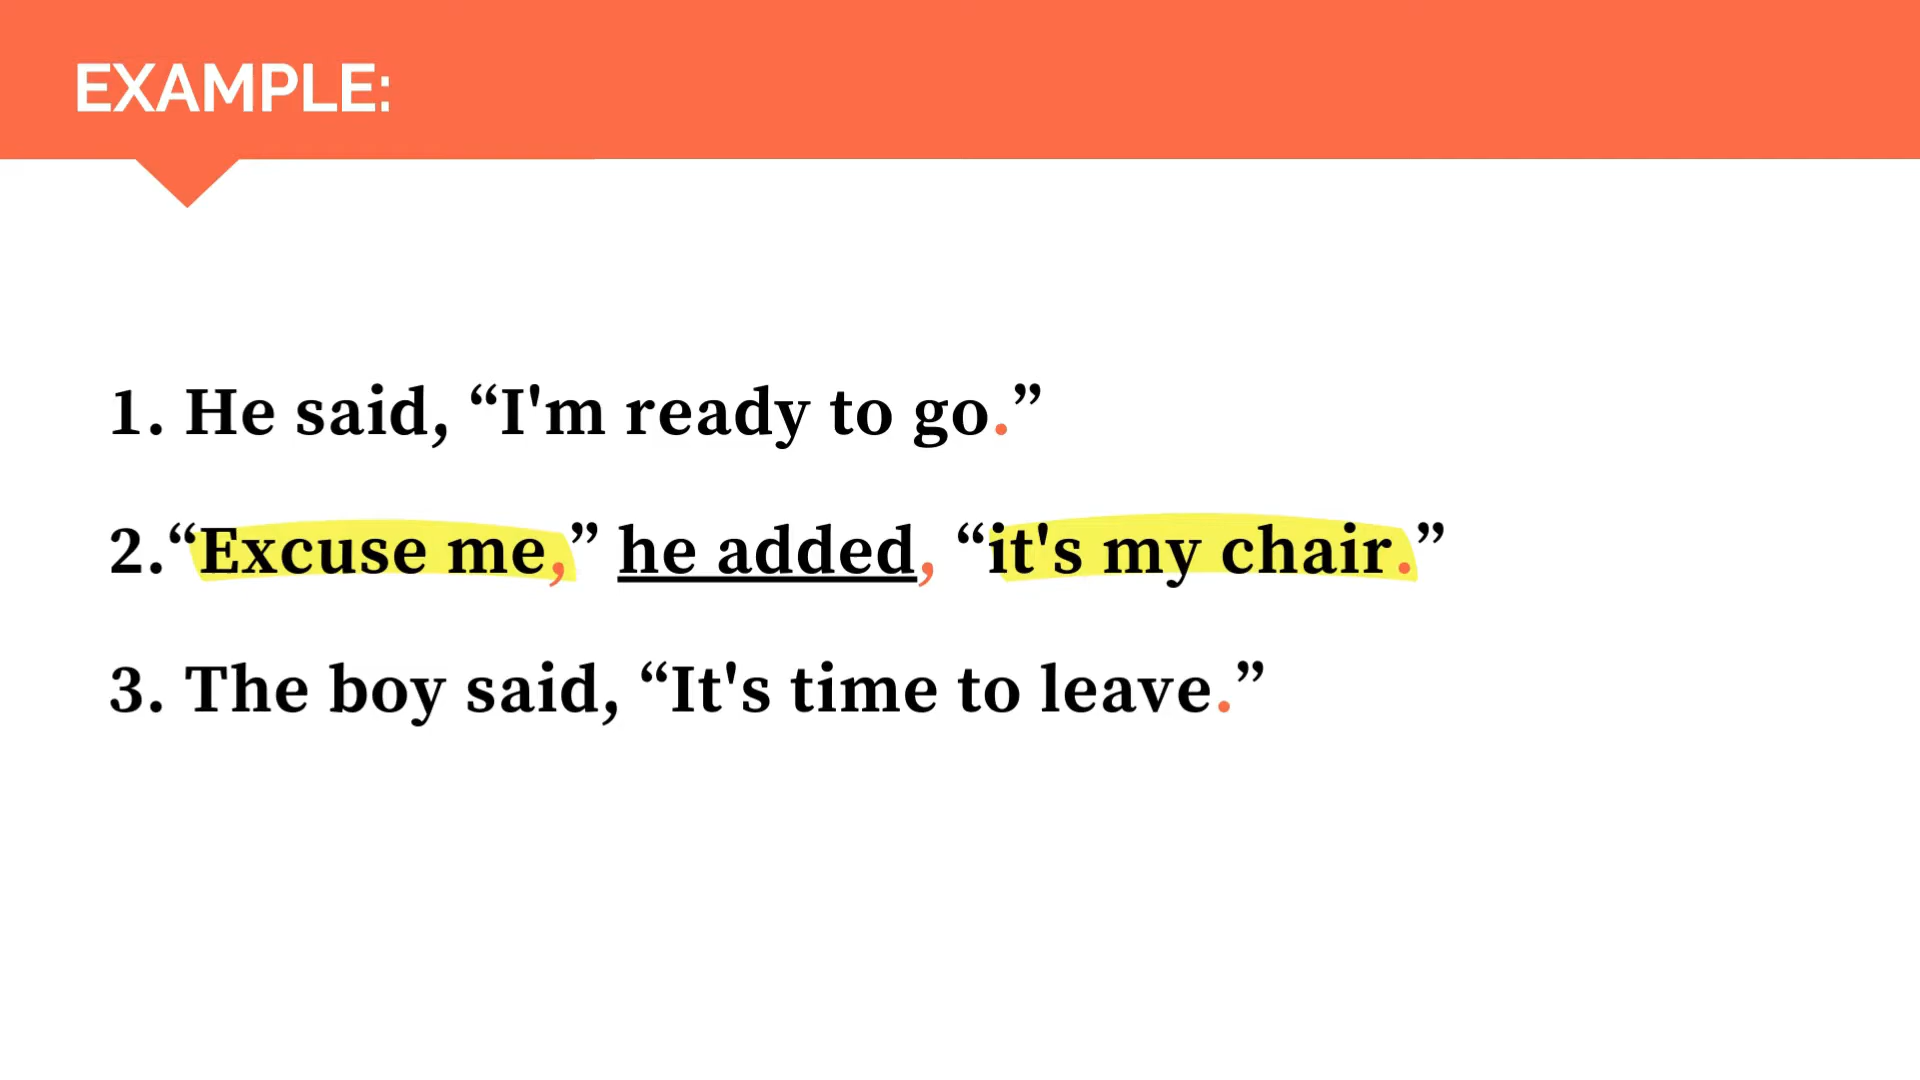 EXAMPLE:
1. He said, “I'm ready to go.”
2.“Excuse me,” he added, “it's my chair.”
3. The boy said, “It's time to leave.”